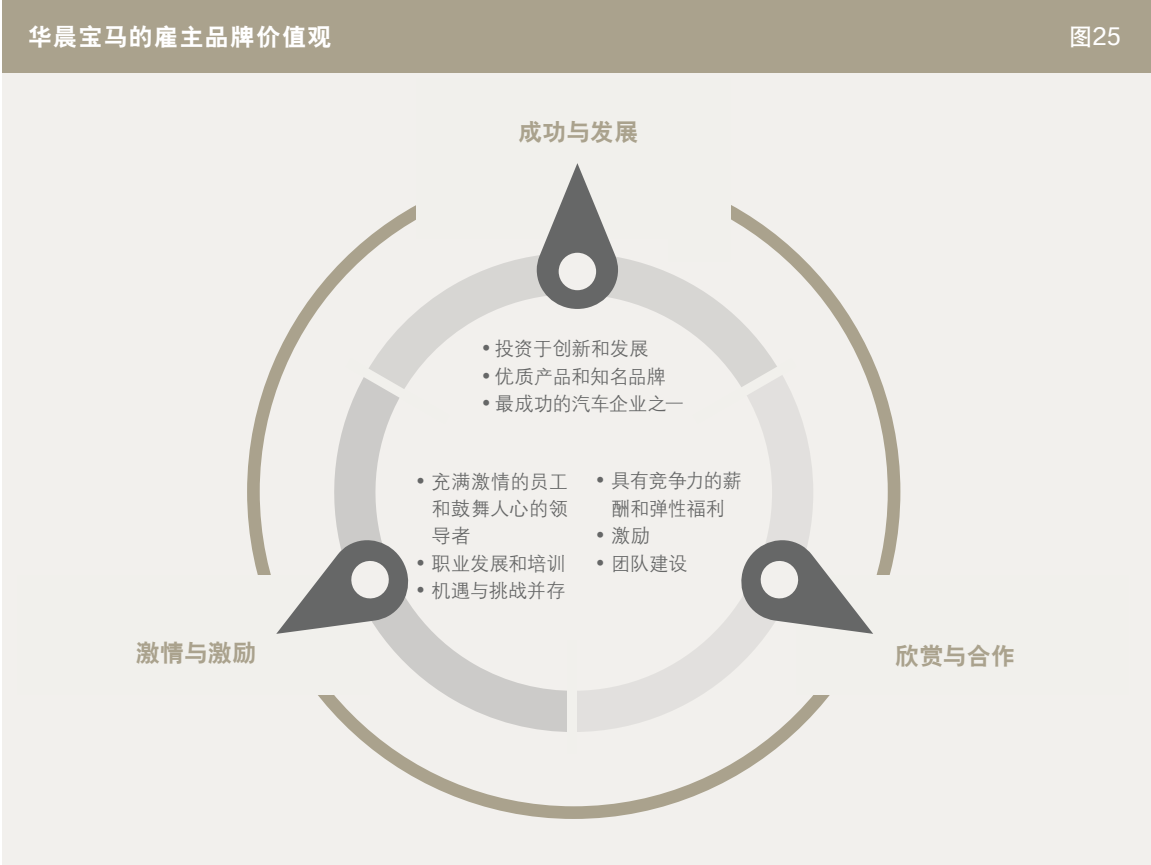 华晨宝马的雇主品牌价值观
图25
成功与发展
• 投资于创新和发展
• 优质产品和知名品牌
• 最成功的汽车企业之一
• 充满激情的员工
和鼓舞人心的领
导者
• 职业发展和培训
• 机遇与挑战并存
• 具有竞争力的薪
酬和弹性福利
• 激励
• 团队建设
激情与激励
欣赏与合作